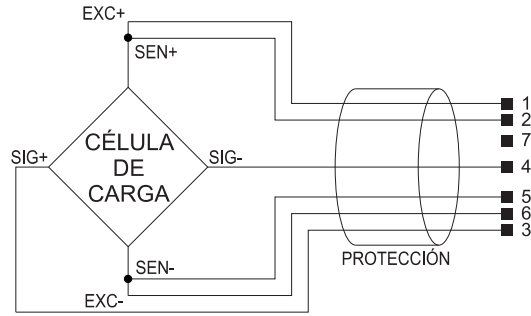 EXC+
SEN+
1
2
7
CÉLULA
DE
CARGA
SIG+
SIG-
4
5
6
3
SEN-
EXC-
PROTECCIÓN